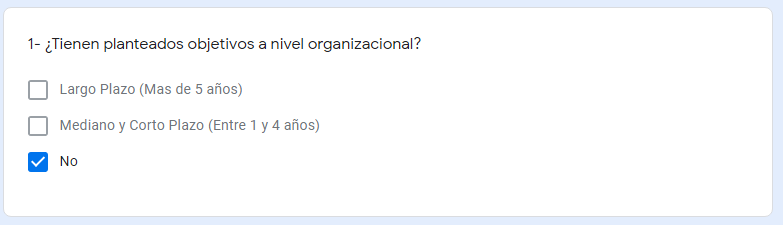 1- ¿Tienen planteados objetivos a nivel organizacional?
Largo Plazo (Mas de 5 años)
Mediano y Corto Plazo (Entre 1 y 4 años)
No